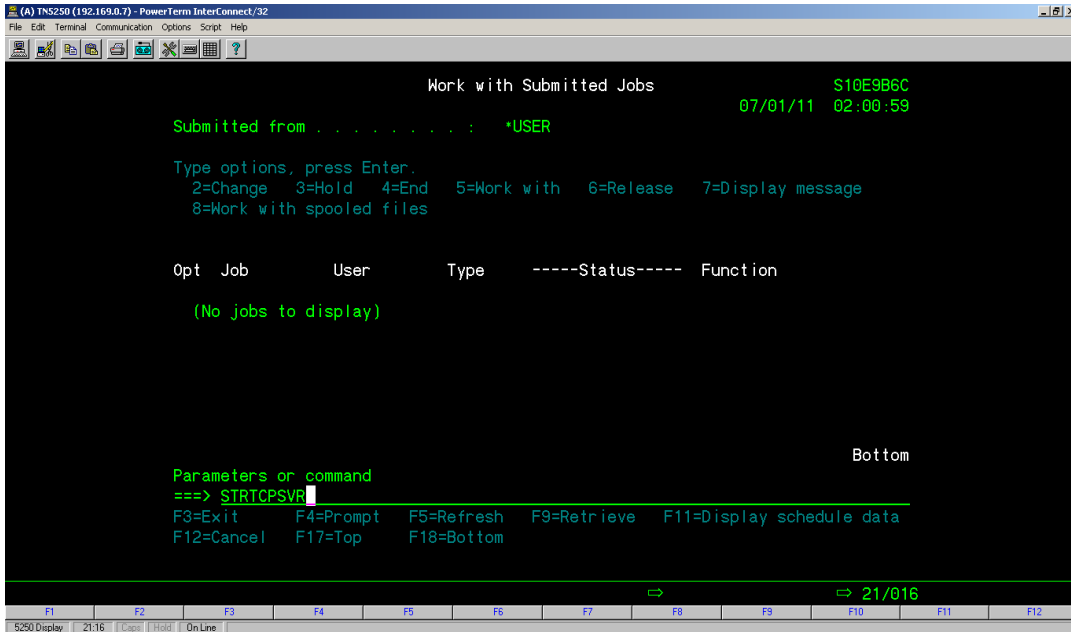 (A) TN5250 (192.169.0.7) - PowerTerm InterConnect/32
File Edit Terminal Communication Options Script Help
Work with Submitted Jobs S10E9B6C
07/01/11 02:00:59
Submitted from . . . . . . . . : *USER
Type options, press Enter.
2=Change 3=Hold 4=End 5=Work with 6=Release 7=Display message
8=Work with spooled files
Opt Job User Type -----Status----- Function
(No jobs to display)
Bottom
Parameters or command
===> STRTCPSVR
F3=Exit F4=Prompt F5=Refresh F9=Retrieve F11=Display schedule data
F12=Cancel F17=Top F18=Bottom
⇨ ⇨ 21/016
F1 F2 F3 F4 F5 F6 F7 F8 F9 F10 F11 F12
5250 Display 21:16 Caps Hold On Line